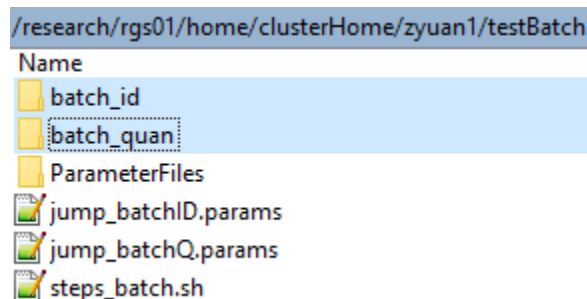 /research/rgs01/home/clusterHome/zyuan1/testBatch
Name
batch_id
batch_quan
ParameterFiles
jump_batchID.params
jump_batchQ.params
steps_batch.sh